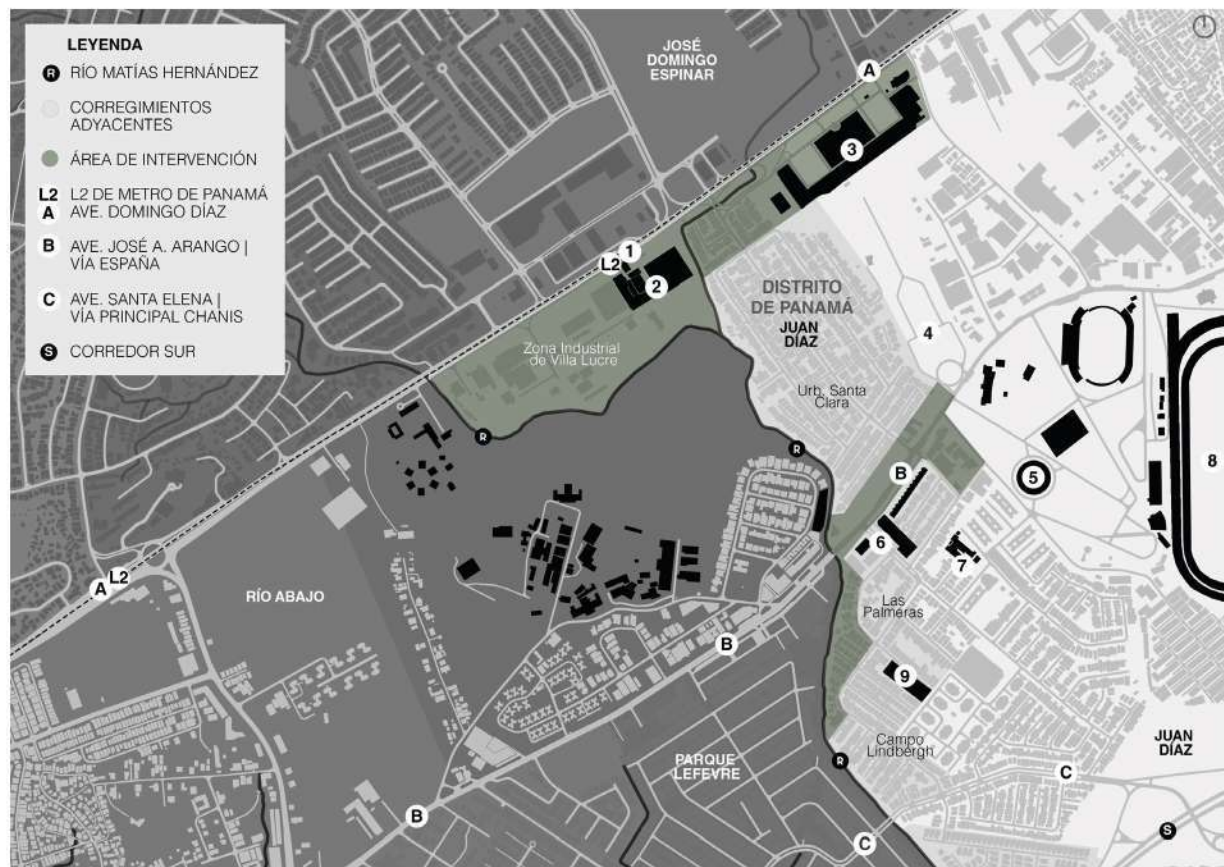 LEYENDA
R RÍO MATÍAS HERNÁNDEZ
CORREGIMIENTOS
ADYACENTES
ÁREA DE INTERVENCIÓN
L2 L2 DE METRO DE PANAMÁ
A AVE. DOMINGO DÍAZ
B AVE. JOSÉ A. ARANGO |
VÍA ESPAÑA
C AVE. SANTA ELENA |
VÍA PRINCIPAL CHANIS
S CORREDOR SUR
JOSÉ
DOMINGO
ESPINAR
A
3
1
L2
2
DISTRITO
DE PANAMÁ
JUAN
DÍAZ
4
Zona Industrial
de Villa Lucre
Urb. Santa
Clara
R
R
B
5
8
6
7
A L2
RÍO ABAJO
Las
Palmeras
B
9
Campo
Lindbergh
JUAN
DÍAZ
PARQUE
LEFEVRE
R
C
B
S
C